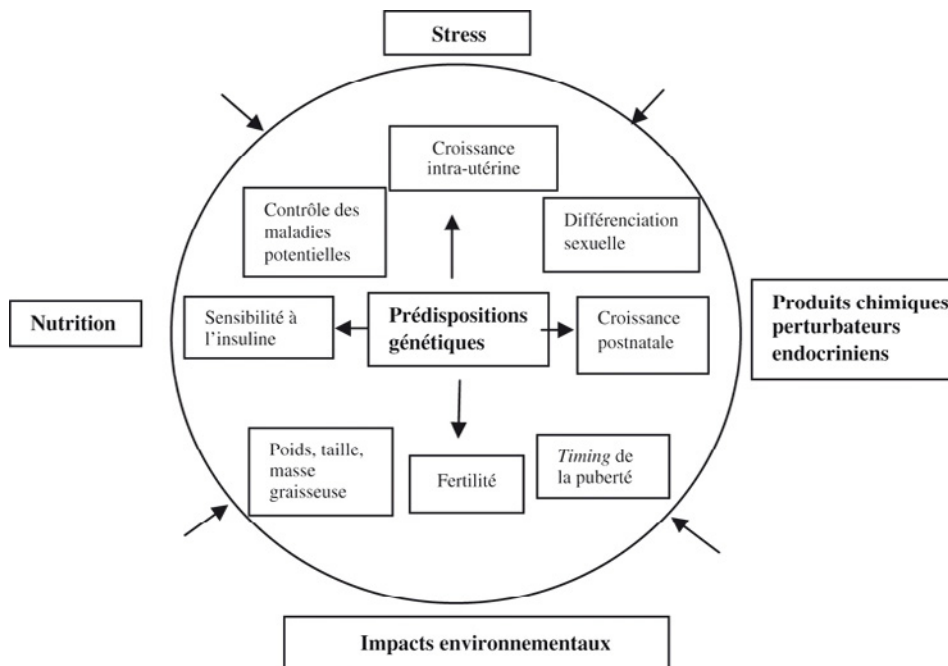 Stress
Croissance
intra-utérine
Contrôle des
maladies
potentielles
Différenciation
sexuelle
Nutrition
Sensibilité à
l’insuline
Prédispositions
génétiques
Croissance
postnatale
Produits chimiques
perturbateurs
endocriniens
Poids, taille,
masse
graisseuse
Fertilité
Timing de
la puberté
Impacts environnementaux